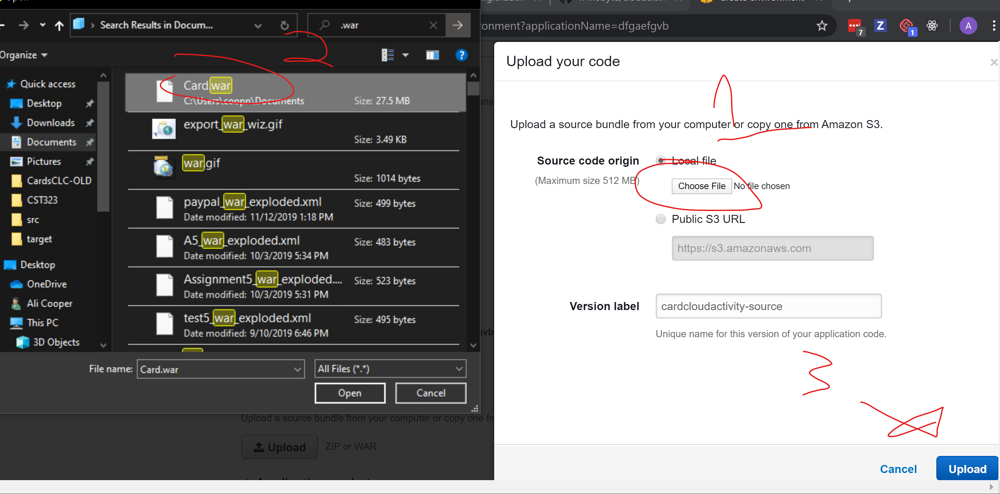 Search Results in Docum...
.war
Organize
Quick access
Desktop
Downloads
Documents
Pictures
CardsCLC-OLD
CST323
src
target
Desktop
OneDrive
Ali Cooper
This PC
3D Objects
Card.war
C:\Users\coopn\Documents
Size: 27.5 MB
export_war_wiz.gif
Size: 3.49 KB
war.gif
Size: 1014 bytes
paypal_war_exploded.xml
Size: 499 bytes
Date modified: 11/12/2019 1:18 PM
A5_war_exploded.xml
Size: 483 bytes
Date modified: 10/3/2019 5:34 PM
Assignment5_war_exploded....
Size: 523 bytes
Date modified: 10/3/2019 5:31 PM
test5_war_exploded.xml
Size: 495 bytes
Date modified: 9/10/2019 6:46 PM
File name:
Card.war
All Files (*.*)
Open
Cancel
2
Upload a source bundle from your computer or copy one
Upload
ZIP or WAR
onment?applicationName=dfgaefgvb
7
Z
1
A
Upload your code
×
1
Upload a source bundle from your computer or copy one from Amazon S3.
Source code origin
(Maximum size 512 MB)
Local file
Choose File
No file chosen
Public S3 URL
https://s3.amazonaws.com
Version label
cardcloudactivity-source
Unique name for this version of your application code.
3
Cancel
Upload